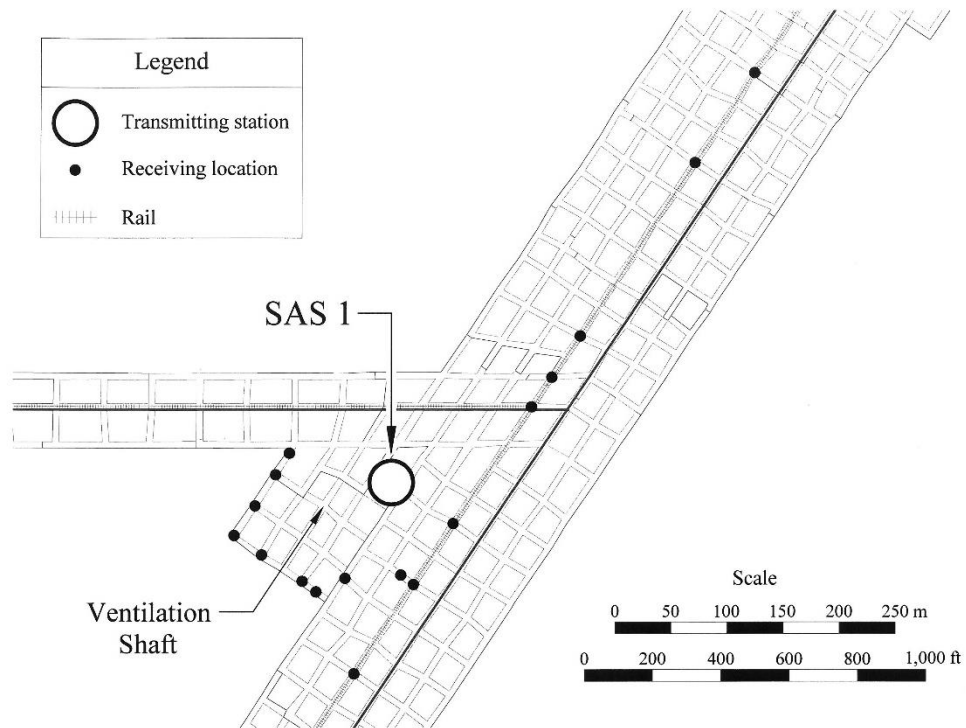 Legend
Transmitting station
Receiving location
Rail
SAS 1
Ventilation
Shaft
Scale
0 50 100 150 200 250 m
0 200 400 600 800 1,000 ft